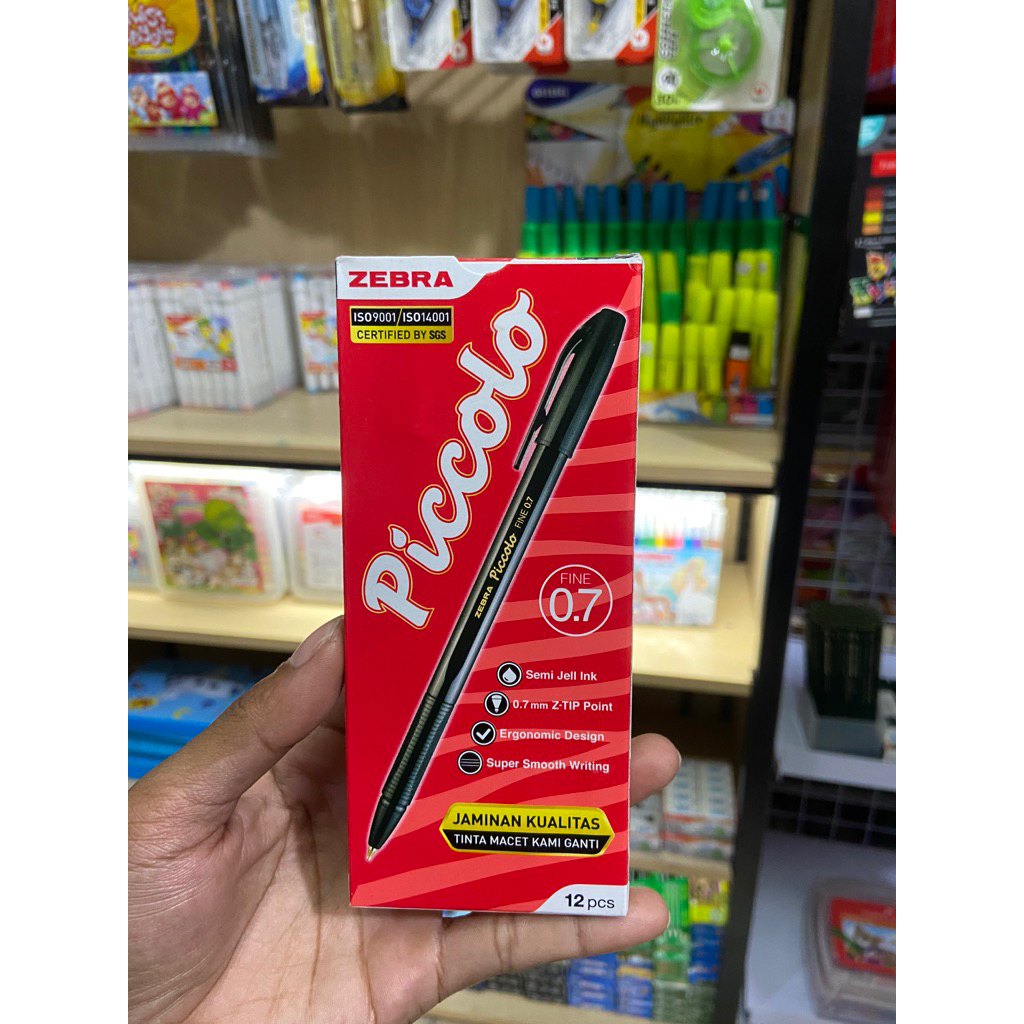 ZEBRA
ISO9001/ISO14001
CERTIFIED BY SGS
Piccolo
ZEBRA Piccolo FINE 0.7
FINE
0.7
Semi Jell Ink
0.7mm Z-TIP Point
Ergonomic Design
Super Smooth Writing
JAMINAN KUALITAS
TINTA MACET KAMI GANTI
12 pcs
Highlighter